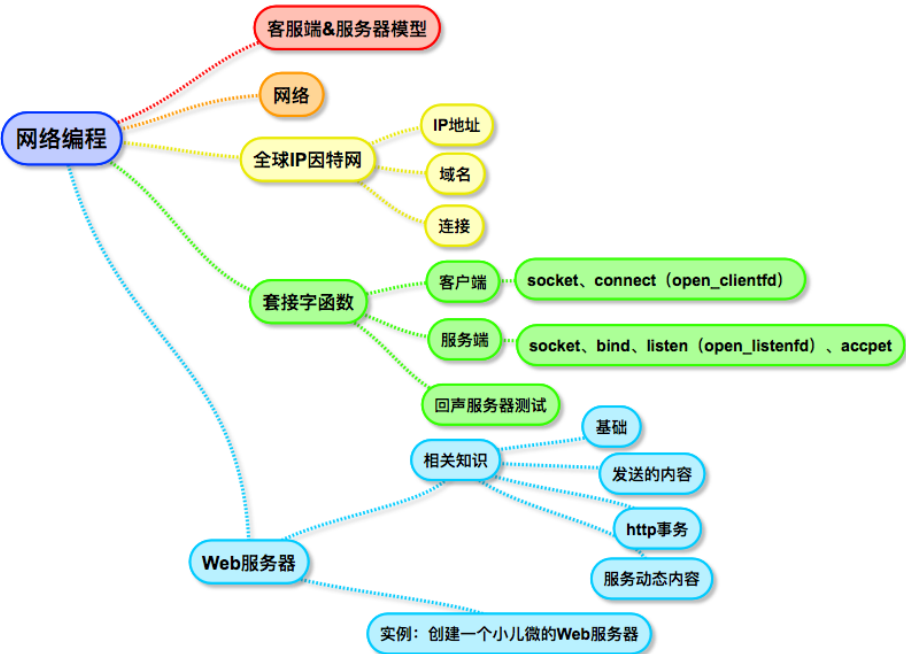 客服端&服务器模型
网络
网络编程
全球IP因特网
IP地址
域名
连接
套接字函数
客户端
socket、connect（open_clientfd）
服务端
socket、bind、listen（open_listenfd）、accpet
回声服务器测试
Web服务器
相关知识
基础
发送的内容
http事务
服务动态内容
实例：创建一个小儿微的Web服务器